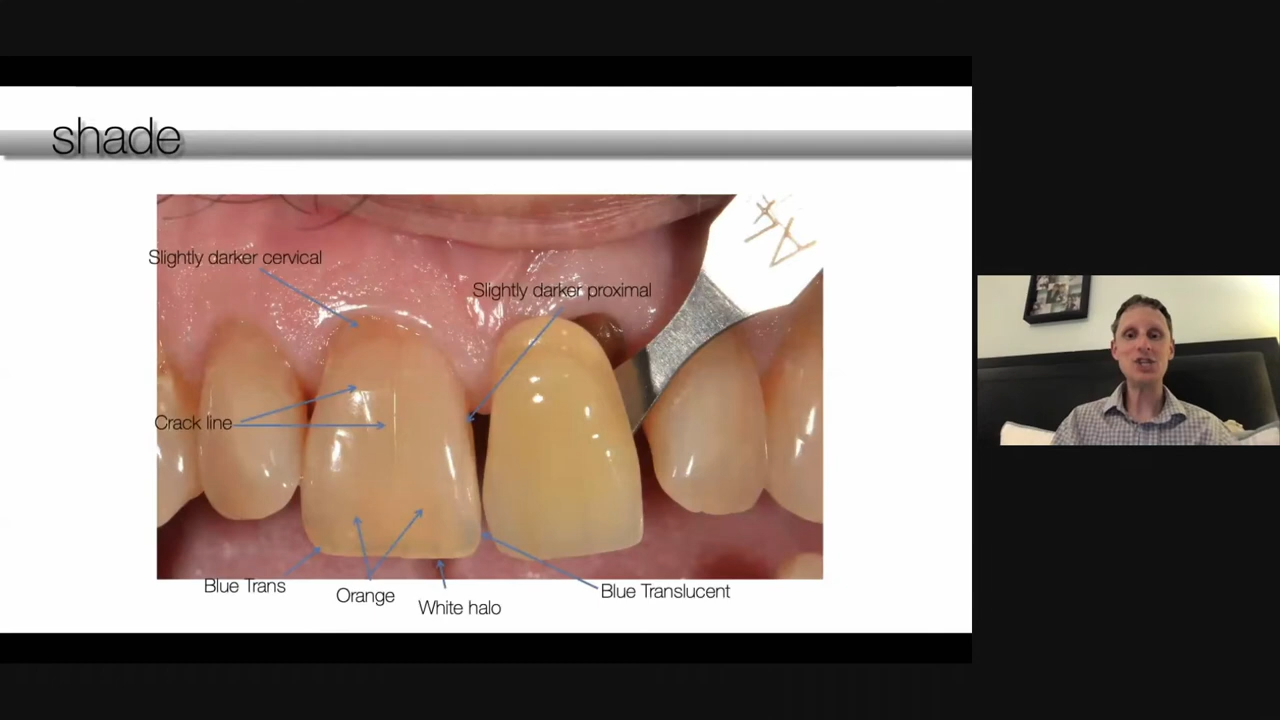 shade
Slightly darker cervical
Slightly darker proximal
Crack line
Blue Trans
Orange
White halo
Blue Translucent